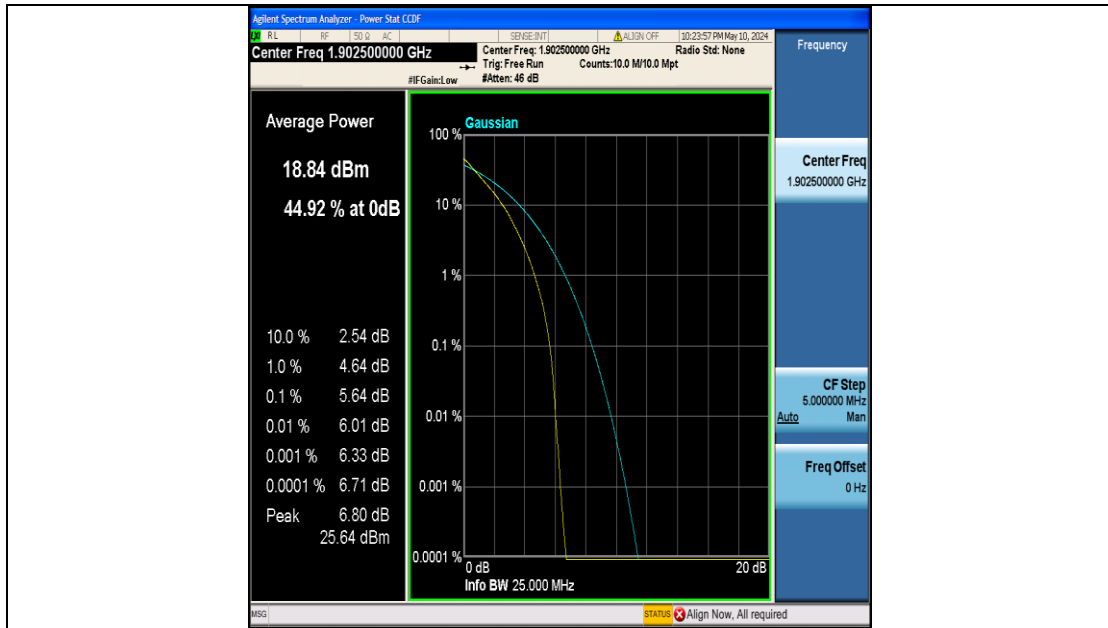 Agilent Spectrum Analyzer - Power Stat CCDF
RL RF 50 Ω AC SENSE:INT ALIGN OFF 10:23:57 PM May 10, 2024
Center Freq 1.902500000 GHz
Center Freq: 1.902500000 GHz Radio Std: None
Trig: Free Run Counts:10.0 M/10.0 Mpt
#IFGain:Low #Atten: 46 dB
Frequency
Average Power
18.84 dBm
44.92 % at 0dB
10.0 % 2.54 dB
1.0 % 4.64 dB
0.1 % 5.64 dB
0.01 % 6.01 dB
0.001 % 6.33 dB
0.0001 % 6.71 dB
Peak 6.80 dB
25.64 dBm
Gaussian
100 %
10 %
1 %
0.1 %
0.01 %
0.001 %
0.0001 %
0 dB 20 dB
Info BW 25.000 MHz
Center Freq
1.902500000 GHz
CF Step
5.000000 MHz
Auto Man
Freq Offset
0 Hz
MSG STATUS Align Now, All required